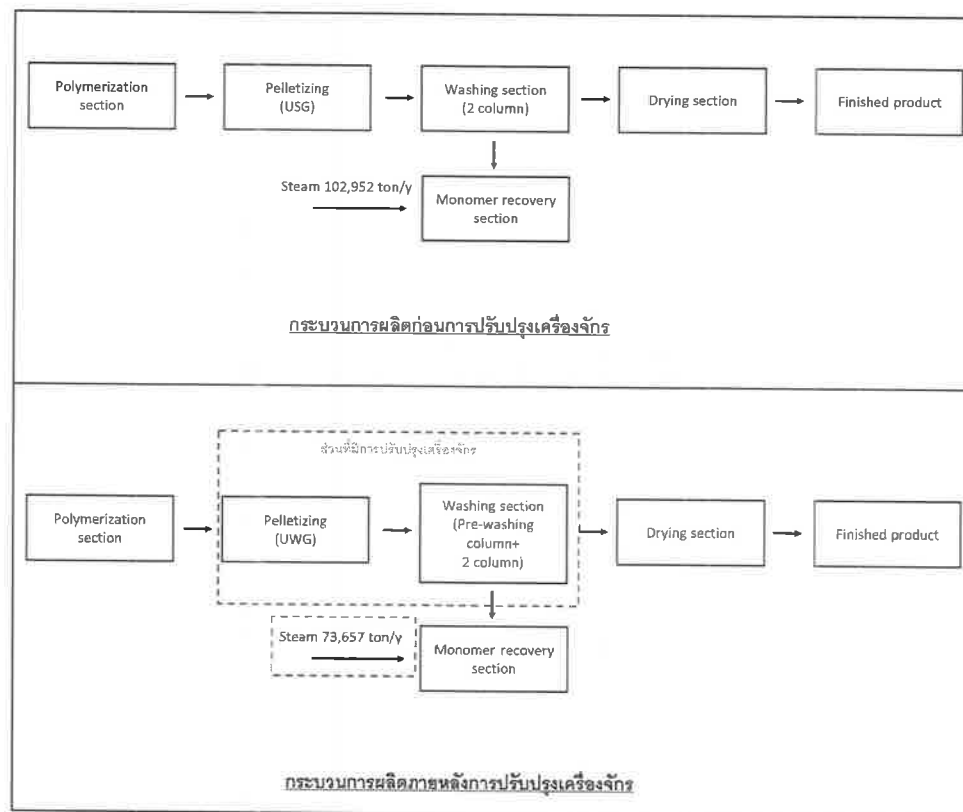 Polymerization
section
Pelletizing
(USG)
Washing section
(2 column)
Drying section
Finished product
Steam 102,952 ton/y
Monomer recovery
section
กระบวนการผลิตก่อนการปรับปรุงเครื่องจักร
ส่วนที่มีการปรับปรุงเครื่องจักร
Polymerization
section
Pelletizing
(UWG)
Washing section
(Pre-washing
column+
2 column)
Drying section
Finished product
Steam 73,657 ton/y
Monomer recovery
section
กระบวนการผลิตภายหลังการปรับปรุงเครื่องจักร